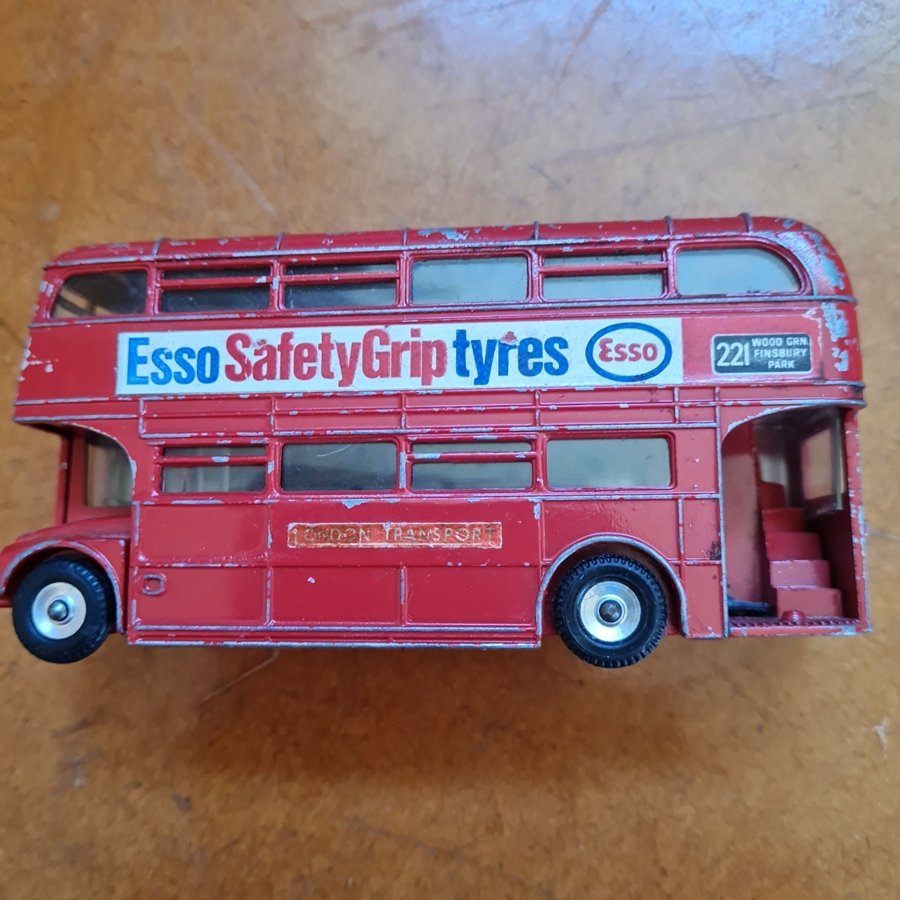 Esso SafetyGrip tyres
Esso
221
WOOD GRN.
FINSBURY
PARK
LONDON TRANSPORT